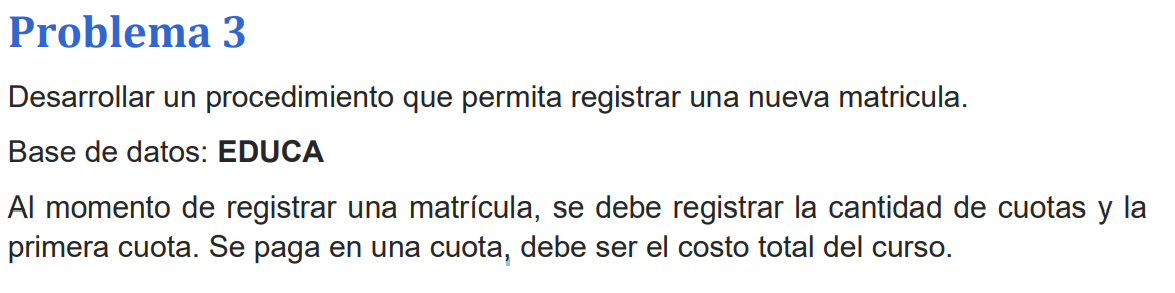 Problema 3
Desarrollar un procedimiento que permita registrar una nueva matricula.
Base de datos: EDUCA
Al momento de registrar una matrícula, se debe registrar la cantidad de cuotas y la
primera cuota. Se paga en una cuota, debe ser el costo total del curso.